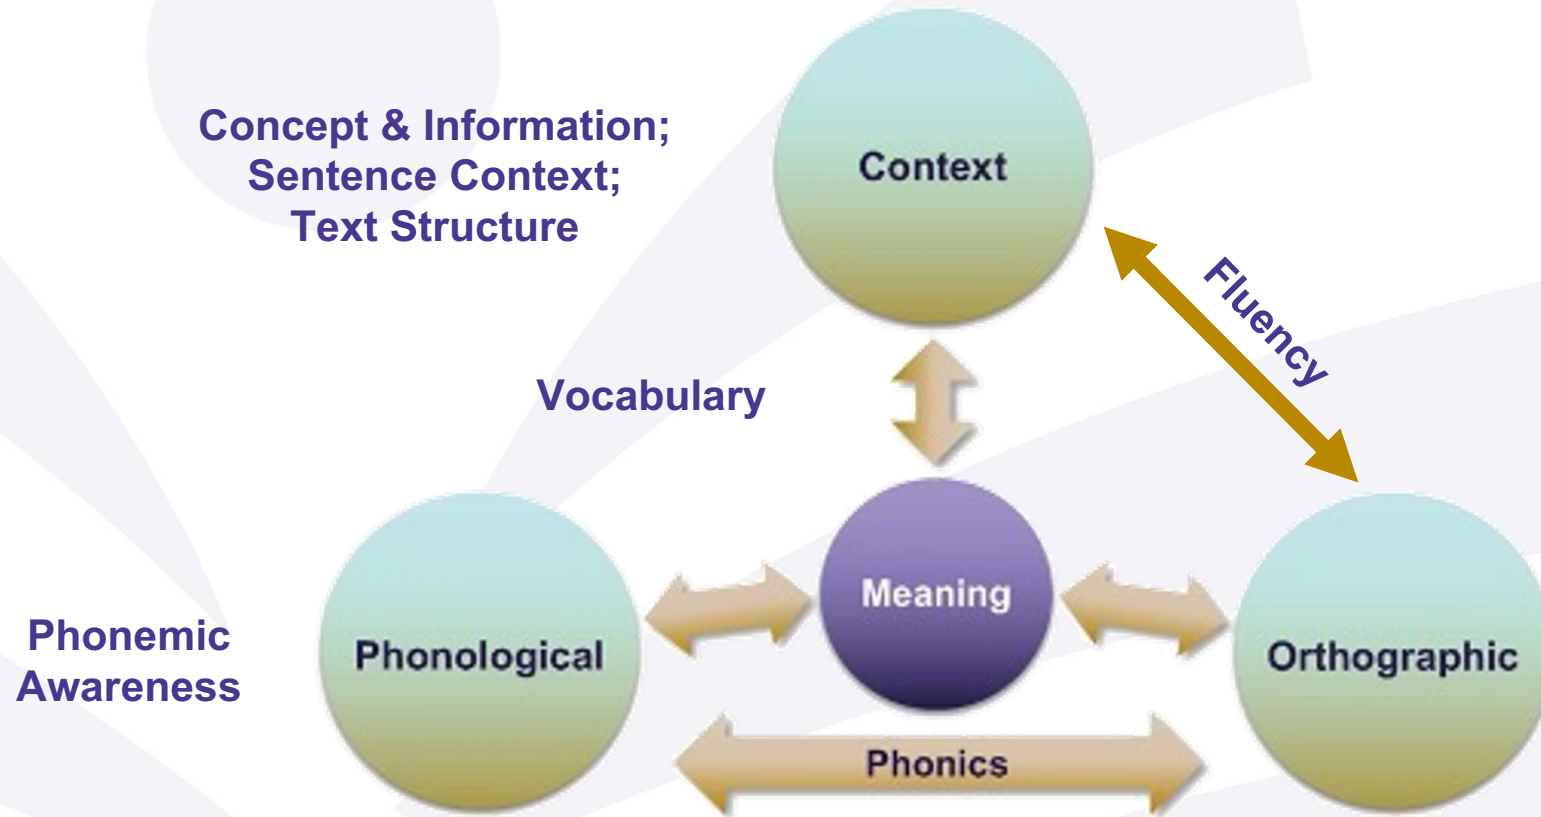 Concept & Information;
Sentence Context;
Text Structure
Context
Fluency
Vocabulary
Meaning
Phonemic
Awareness
Phonological
Orthographic
Phonics